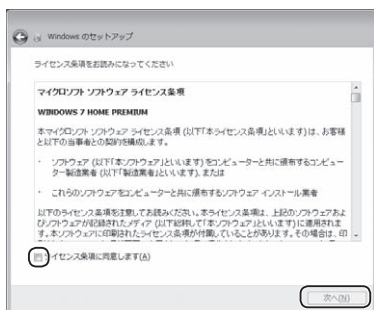 Windows のセットアップ
ライセンス条項をお読みになってください
マイクロソフト ソフトウェア ライセンス条項
WINDOWS 7 HOME PREMIUM
本マイクロソフト ソフトウェア ライセンス条項 (以下「本ライセンス条項」といいます) は、お客様
と以下の当事者との契約を構成します。
· ソフトウェア (以下「本ソフトウェア」といいます) をコンピューターと共に頒布するコンピュー
ター製造業者 (以下「製造業者」といいます)、または
· これらのソフトウェアをコンピューターと共に頒布するソフトウェア インストール業者
以下のライセンス条項を注意してお読みください。本ライセンス条項は、上記のソフトウェアおよ
びソフトウェアが記録されたメディア (以下総称して「本ソフトウェア」といいます) に適用されま
す。本ソフトウェアに印刷されたライセンス条項が付属していることがあります。その場合は、印
ライセンス条項に同意します(A)
次へ(N)